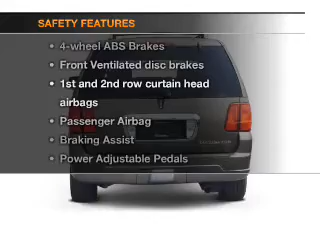 SAFETY FEATURES
• 4-wheel ABS Brakes
• Front Ventilated disc brakes
• 1st and 2nd row curtain head
airbags
• Passenger Airbag
• Braking Assist
• Power Adjustable Pedals